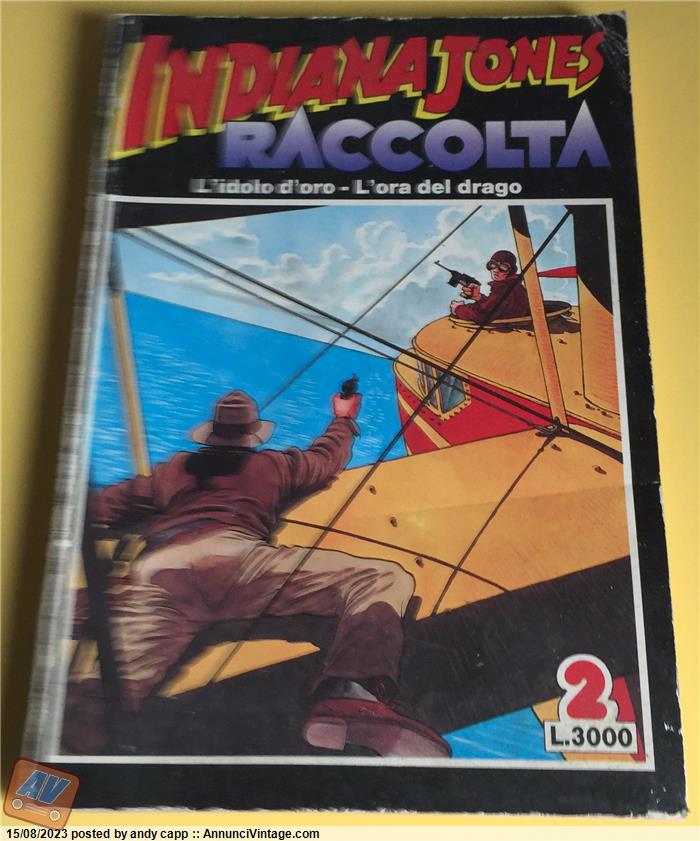 INDIANA JONES
RACCOLTA
L'idolo d'oro - L'ora del drago
2
L.3000
AV
15/08/2023 posted by andy capp :: AnnunciVintage.com